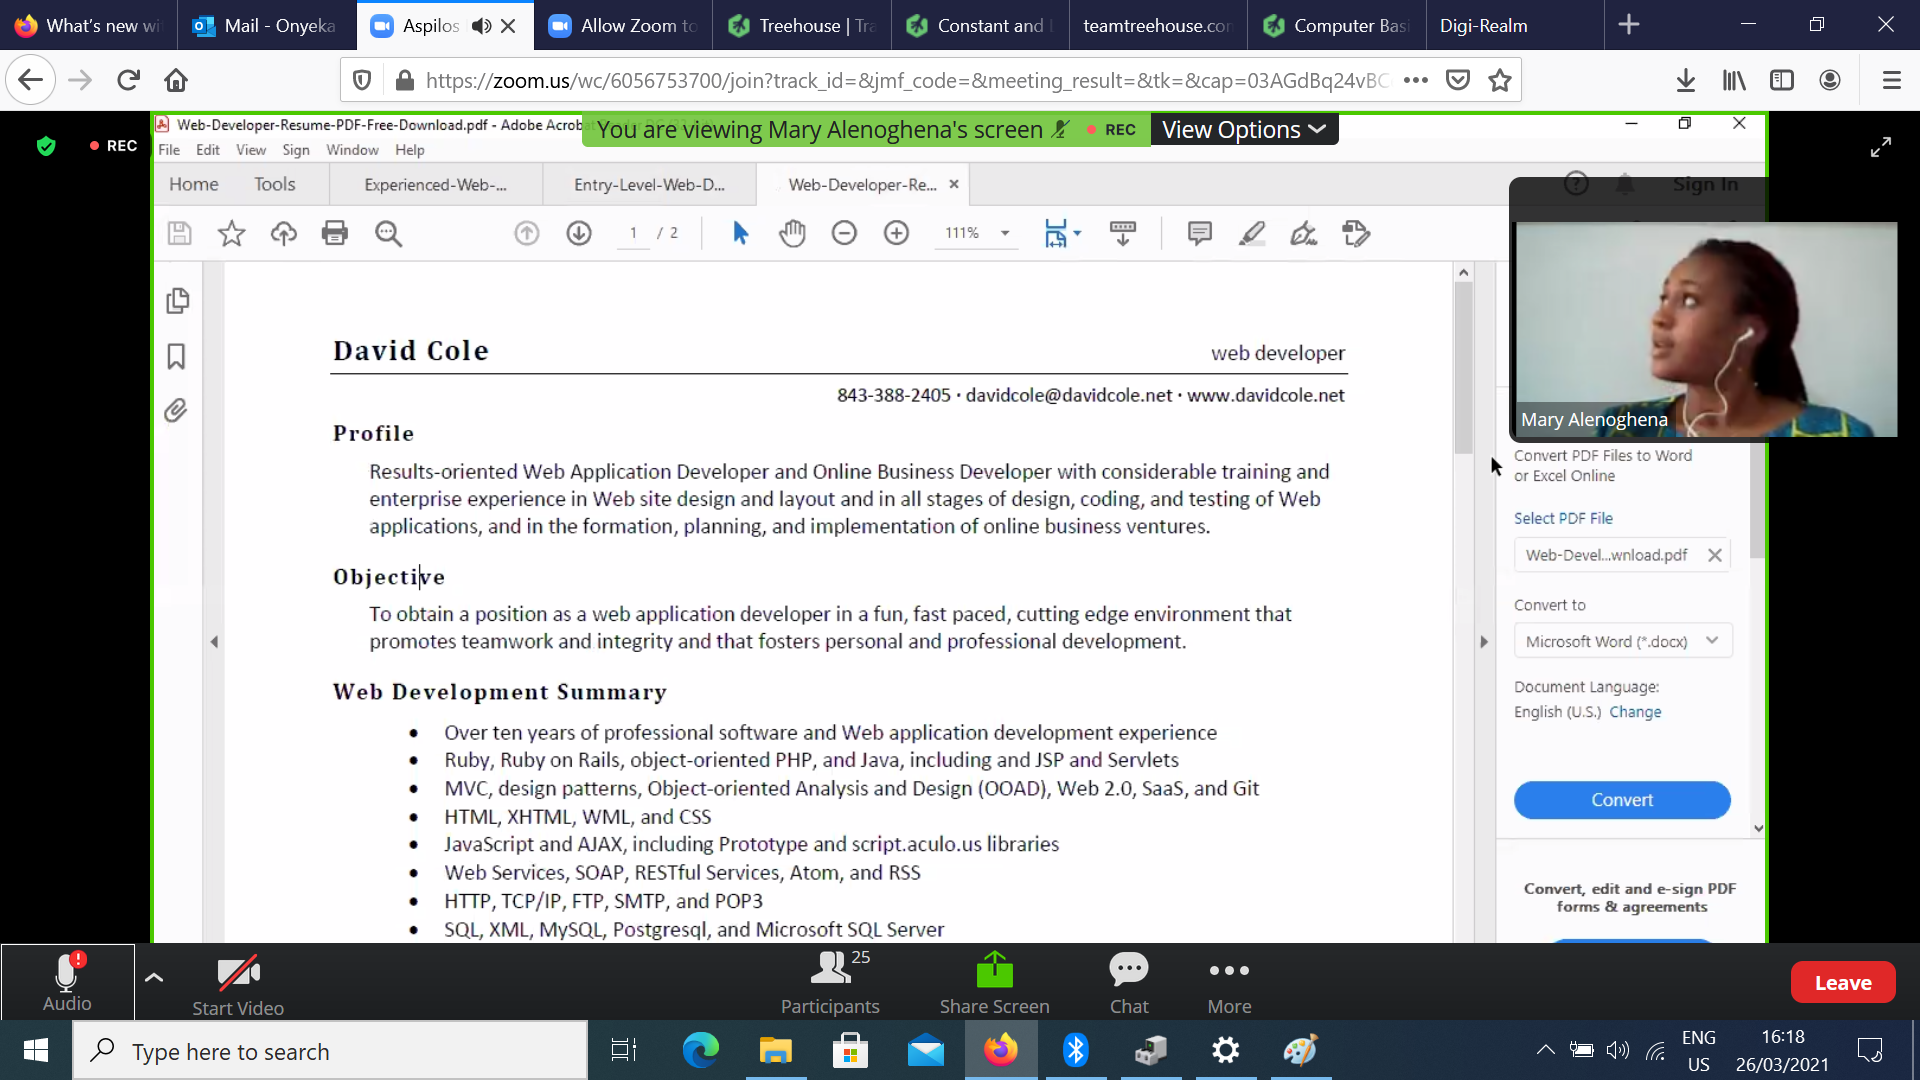 What's new wi
Mail - Onyeka
Aspilos
Allow Zoom to
Treehouse | Tra
Constant and
teamtreehouse.com
Computer Basi
Digi-Realm
https://zoom.us/wc/6056753700/join?track_id=&jmf_code=&meeting_result=&tk=&cap=03AGdBq24vBC
REC
Web-Developer-Resume-PDF-Free-Download.pdf - Adobe Acrobat
You are viewing Mary Alenoghena's screen
REC
View Options
File Edit View Sign Window Help
Home Tools
Experienced-Web-...
Entry-Level-Web-D...
Web-Developer-Re...
Sign In
1 / 2
111%
David Cole
web developer
843-388-2405 · davidcole@davidcole.net · www.davidcole.net
Profile
Results-oriented Web Application Developer and Online Business Developer with considerable training and
enterprise experience in Web site design and layout and in all stages of design, coding, and testing of Web
applications, and in the formation, planning, and implementation of online business ventures.
Objective
To obtain a position as a web application developer in a fun, fast paced, cutting edge environment that
promotes teamwork and integrity and that fosters personal and professional development.
Web Development Summary
• Over ten years of professional software and Web application development experience
• Ruby, Ruby on Rails, object-oriented PHP, and Java, including and JSP and Servlets
• MVC, design patterns, Object-oriented Analysis and Design (OOAD), Web 2.0, SaaS, and Git
• HTML, XHTML, WML, and CSS
• JavaScript and AJAX, including Prototype and script.aculo.us libraries
• Web Services, SOAP, RESTful Services, Atom, and RSS
• HTTP, TCP/IP, FTP, SMTP, and POP3
• SQL, XML, MySQL, Postgresql, and Microsoft SQL Server
Mary Alenoghena
Convert PDF Files to Word
or Excel Online
Select PDF File
Web-Devel...wnload.pdf
Convert to
Microsoft Word (*.docx)
Document Language:
English (U.S.) Change
Convert
Convert, edit and e-sign PDF
forms & agreements
Audio
Start Video
25
Participants
Share Screen
Chat
More
Leave
Type here to search
ENG
US
16:18
26/03/2021